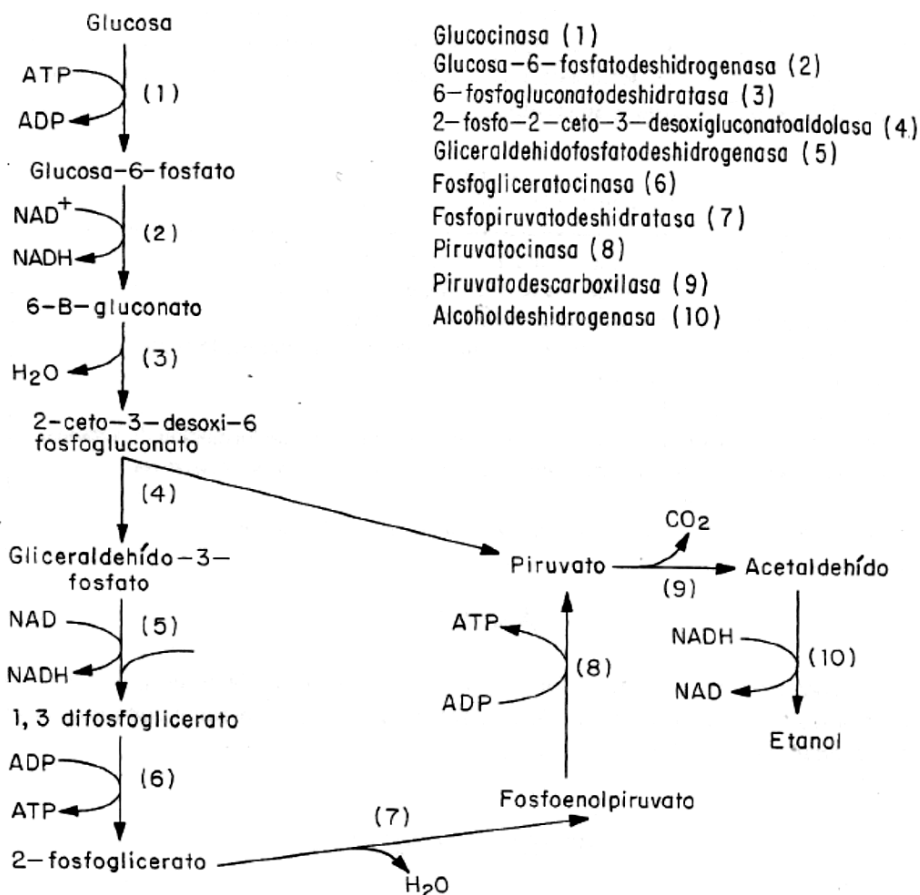 Glucosa
ATP
(1)
ADP
Glucosa-6-fosfato
NAD+
(2)
NADH
6-B-gluconato
(3)
H2O
2-ceto-3-desoxi-6
fosfogluconato
(4)
Gliceraldehído-3-
fosfato
NAD
(5)
NADH
1,3 difosfoglicerato
ADP
(6)
ATP
2-fosfoglicerato
(7)
H2O
Fosfoenolpiruvato
ATP
(8)
ADP
Piruvato
CO2
(9)
Acetaldehído
NADH
(10)
NAD
Etanol
Glucocinasa (1)
Glucosa-6-fosfatodeshidrogenasa (2)
6-fosfogluconatodeshidratasa (3)
2-fosfo-2-ceto-3-desoxigluconatoaldolasa (4)
Gliceraldehidofosfatodeshidrogenasa (5)
Fosfogliceratocinasa (6)
Fosfopiruvatodeshidratasa (7)
Piruvatocinasa (8)
Piruvatodescarboxilasa (9)
Alcoholdeshidrogenasa (10)